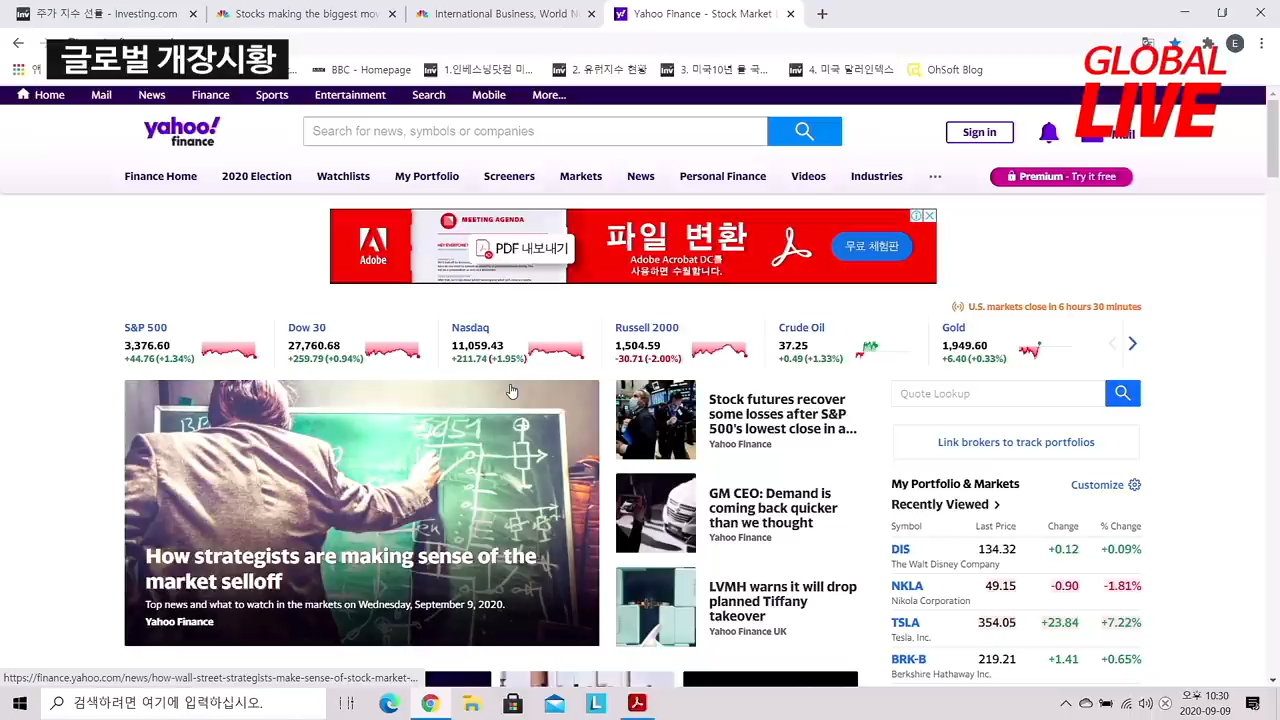 주가 지수 선물 - Investing.com
Stocks making the biggest mov
International Business, World N
Yahoo Finance - Stock Market L
글로벌 개장시황
BBC - Homepage
1.인베스팅닷컴 미...
2. 유럽지수 현황
3. 미국10년 률 국...
4. 미국 달러인덱스
OhSoft Blog
E
GLOBAL
LIVE
Home
Mail
News
Finance
Sports
Entertainment
Search
Mobile
More...
yahoo!
finance
Search for news, symbols or companies
Sign in
Mail
Finance Home
2020 Election
Watchlists
My Portfolio
Screeners
Markets
News
Personal Finance
Videos
Industries
Premium - Try it free
Adobe
MEETING AGENDA
PDF 내보내기
파일 변환
Adobe Acrobat DC를
사용하면 수월합니다.
무료 체험판
U.S. markets close in 6 hours 30 minutes
S&P 500
3,376.60
+44.76 (+1.34%)
Dow 30
27,760.68
+259.79 (+0.94%)
Nasdaq
11,059.43
+211.74 (+1.95%)
Russell 2000
1,504.59
-30.71 (-2.00%)
Crude Oil
37.25
+0.49 (+1.33%)
Gold
1,949.60
+6.40 (+0.33%)
How strategists are making sense of the
market selloff
Top news and what to watch in the markets on Wednesday, September 9, 2020.
Yahoo Finance
Stock futures recover
some losses after S&P
500's lowest close in a...
Yahoo Finance
GM CEO: Demand is
coming back quicker
than we thought
Yahoo Finance
LVMH warns it will drop
planned Tiffany
takeover
Yahoo Finance UK
Quote Lookup
Link brokers to track portfolios
My Portfolio & Markets
Customize
Recently Viewed
Symbol Last Price Change % Change
DIS 134.32 +0.12 +0.09%
The Walt Disney Company
NKLA 49.15 -0.90 -1.81%
Nikola Corporation
TSLA 354.05 +23.84 +7.22%
Tesla, Inc.
BRK-B 219.21 +1.41 +0.65%
Berkshire Hathaway Inc.
https://finance.yahoo.com/news/how-wall-street-strategists-make-sense-of-stock-market-...
검색하려면 여기에 입력하십시오.
오후 10:30
2020-09-09